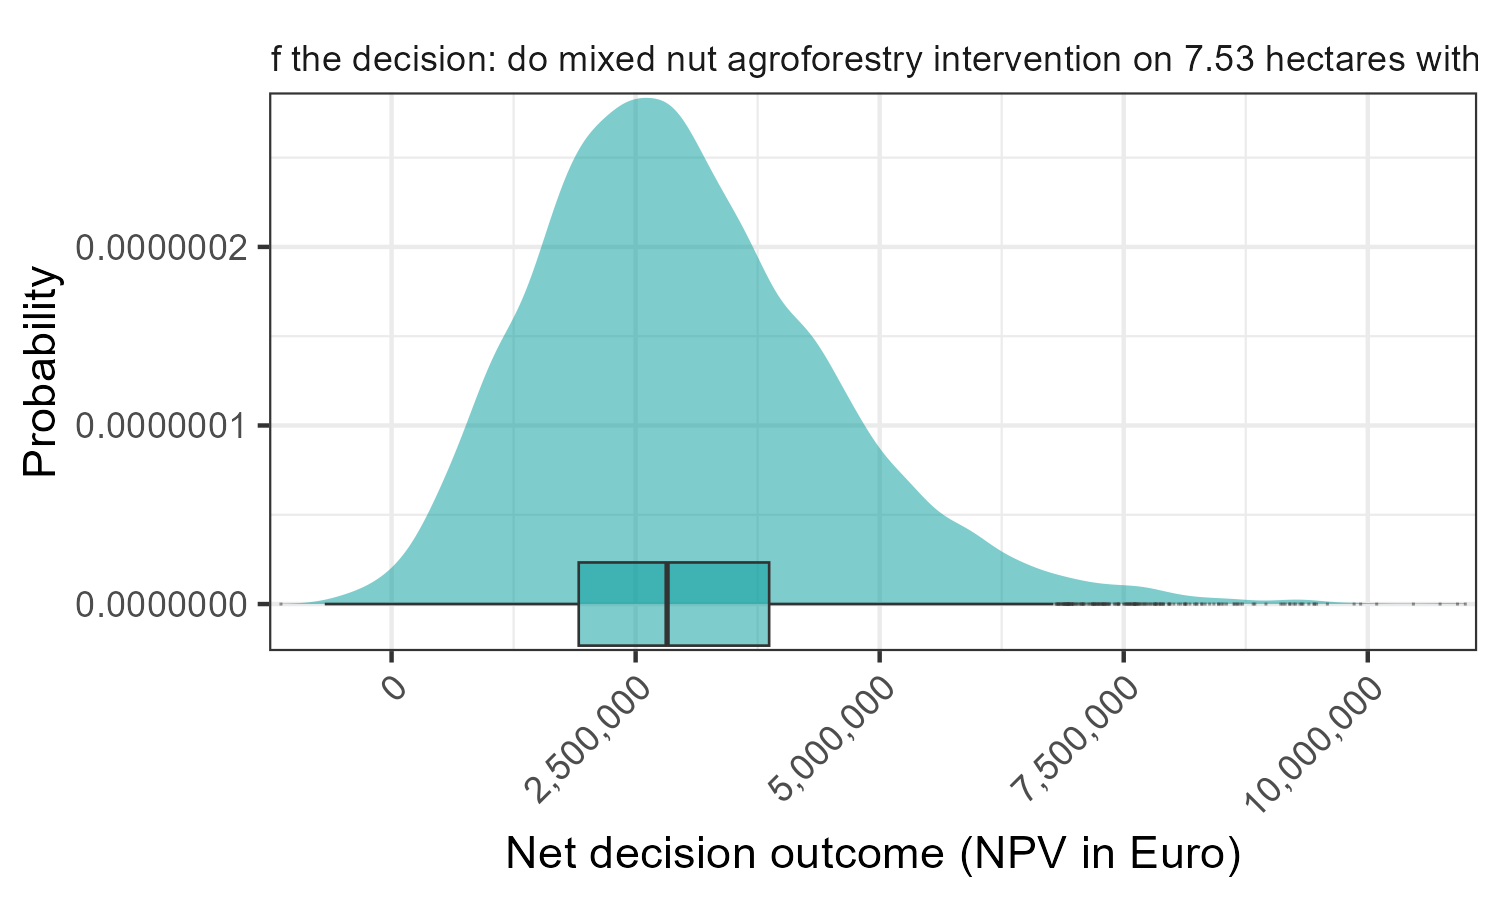 f the decision: do mixed nut agroforestry intervention on 7.53 hectares with
Probability
0.0000002
0.0000001
0.0000000
0
2,500,000
5,000,000
7,500,000
10,000,000
Net decision outcome (NPV in Euro)